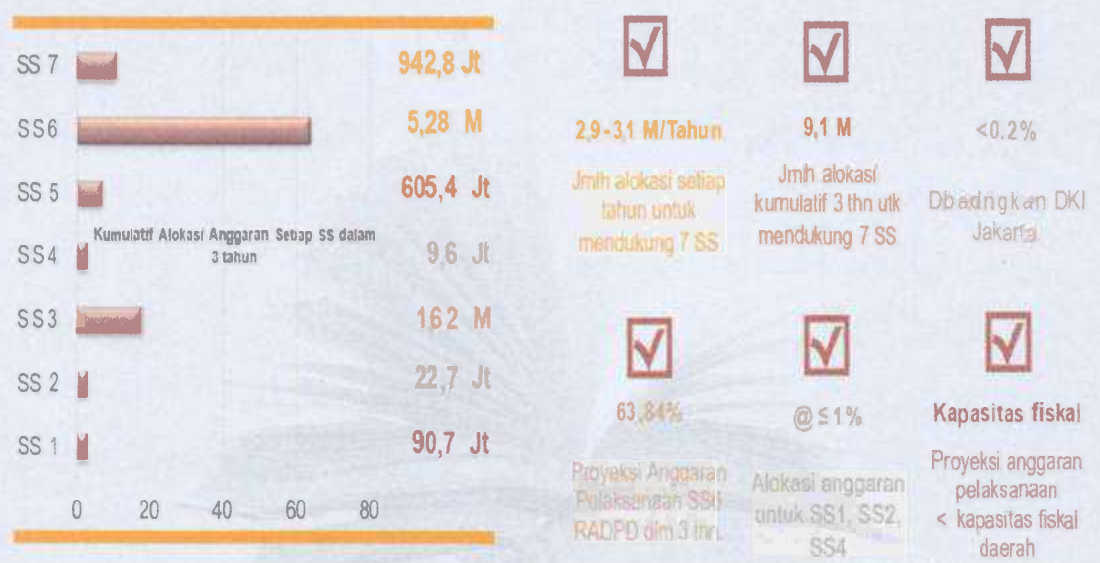 SS 7
942,8 Jt
SS6
5,28 M
SS 5
605,4 Jt
Kumulatif Alokasi Anggaran Setiap SS dalam
3 tahun
SS4
9,6 Jt
SS3
162 M
SS 2
22,7 Jt
SS 1
90,7 Jt
0 20 40 60 80
2,9-3,1 M/Tahun
Jmlh alokasi setiap
tahun untuk
mendukung 7 SS
9,1 M
Jmlh alokasi
kumulatif 3 thn utk
mendukung 7 SS
<0.2%
Dbadngkan DKI
Jakarta.
63,84%
Proyeksi Anggaran
Pelaksanaan SS6
RADPD dlm 3 thn.
@ ≤ 1%
Alokasi anggaran
untuk SS1, SS2,
SS4
Kapasitas fiskal
Proyeksi anggaran
pelaksanaan
< kapasitas fiskal
daerah